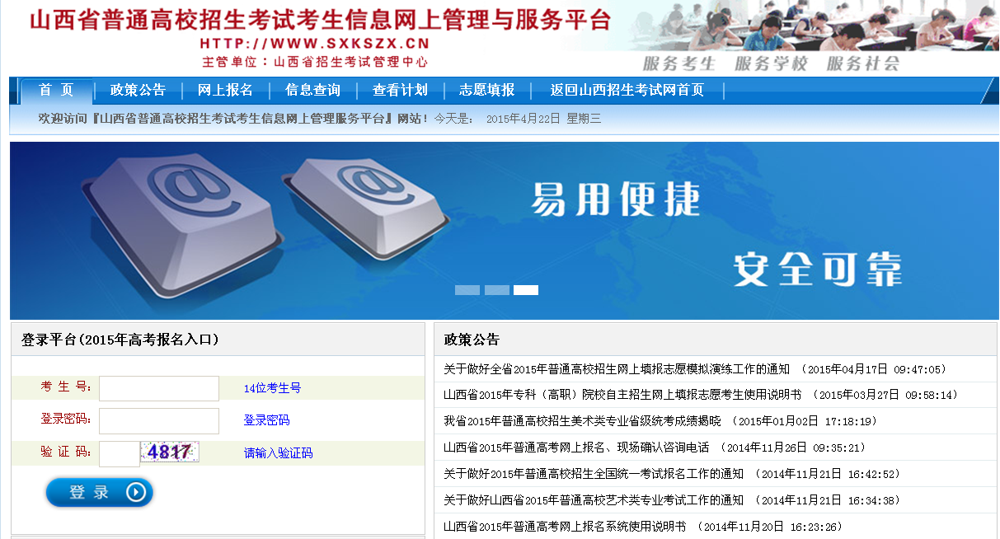 山西省普通高校招生考试考生信息网上管理与服务平台
HTTP://WWW.SXKSZX.CN
主管单位：山西省招生考试管理中心
服务考生 服务学校 服务社会
首 页 政策公告 网上报名 信息查询 查看计划 志愿填报 返回山西招生考试网首页
欢迎访问『山西省普通高校招生考试考生信息网上管理服务平台』网站！今天是： 2015年4月22日 星期三
易用便捷
安全可靠
登录平台(2015年高考报名入口)
考 生 号： 14位考生号
登录密码： 登录密码
验 证 码： 4817 请输入验证码
登 录
政策公告
关于做好全省2015年普通高校招生网上填报志愿模拟演练工作的通知 （2015年04月17日 09:47:05）
山西省2015年专科（高职）院校自主招生网上填报志愿考生使用说明书 （2015年03月27日 09:58:14）
我省2015年普通高校招生美术类专业省级统考成绩揭晓 （2015年01月02日 17:18:19）
山西省2015年普通高考网上报名、现场确认咨询电话 （2014年11月26日 09:35:21）
关于做好2015年普通高校招生全国统一考试报名工作的通知 （2014年11月21日 16:42:52）
关于做好山西省2015年普通高校艺术类专业考试工作的通知 （2014年11月21日 16:34:38）
山西省2015年普通高考网上报名系统使用说明书 （2014年11月20日 16:23:26）